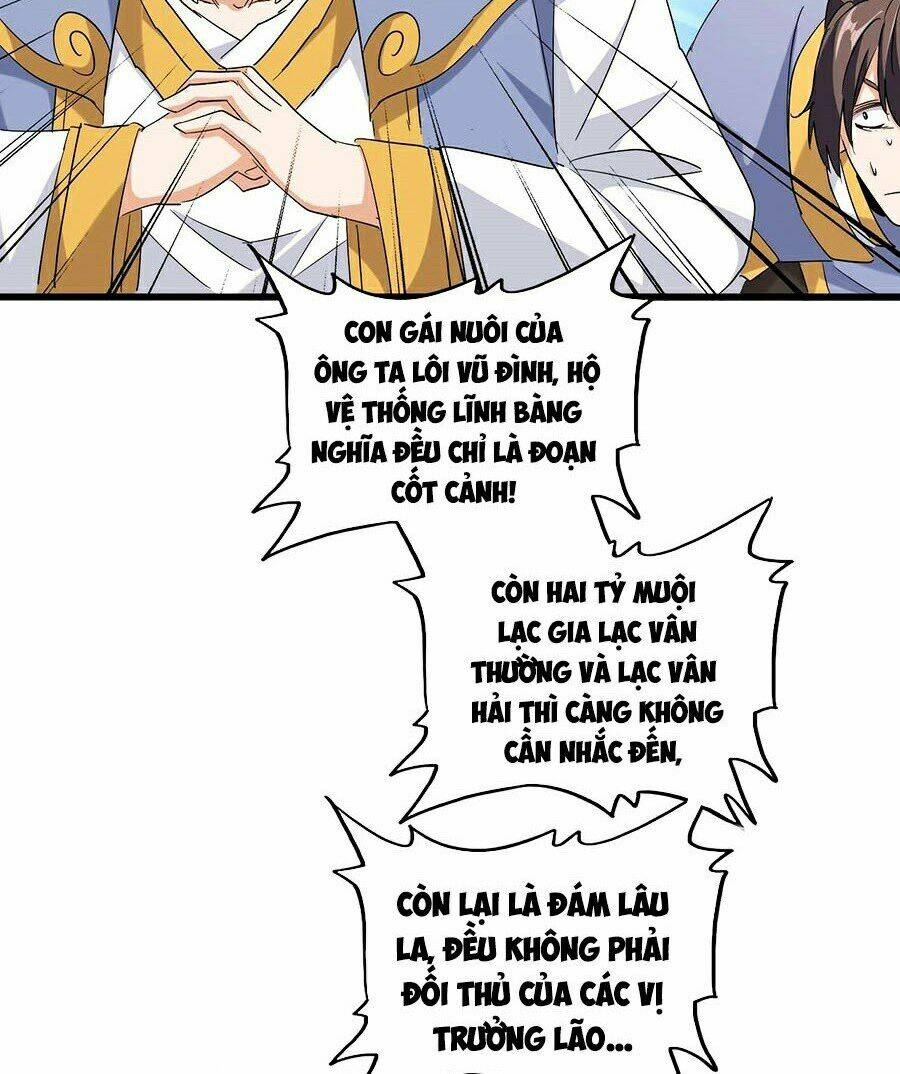 CON GÁI NUÔI CỦA
ÔNG TA LÔI VŨ ĐÌNH, HỘ
VỆ THỐNG LĨNH BÀNG
NGHĨA ĐỀU CHỈ LÀ ĐOẠN
CỐT CẢNH!
CÒN HAI TỶ MUỘI
LẠC GIA LẠC VÂN
THƯỜNG VÀ LẠC VÂN
HẢI THÌ CÀNG KHÔNG
CẦN NHẮC ĐẾN,
CÒN LẠI LÀ ĐÁM LÂU
LA, ĐỀU KHÔNG PHẢI
ĐỐI THỦ CỦA CÁC VỊ
TRƯỞNG LÃO...